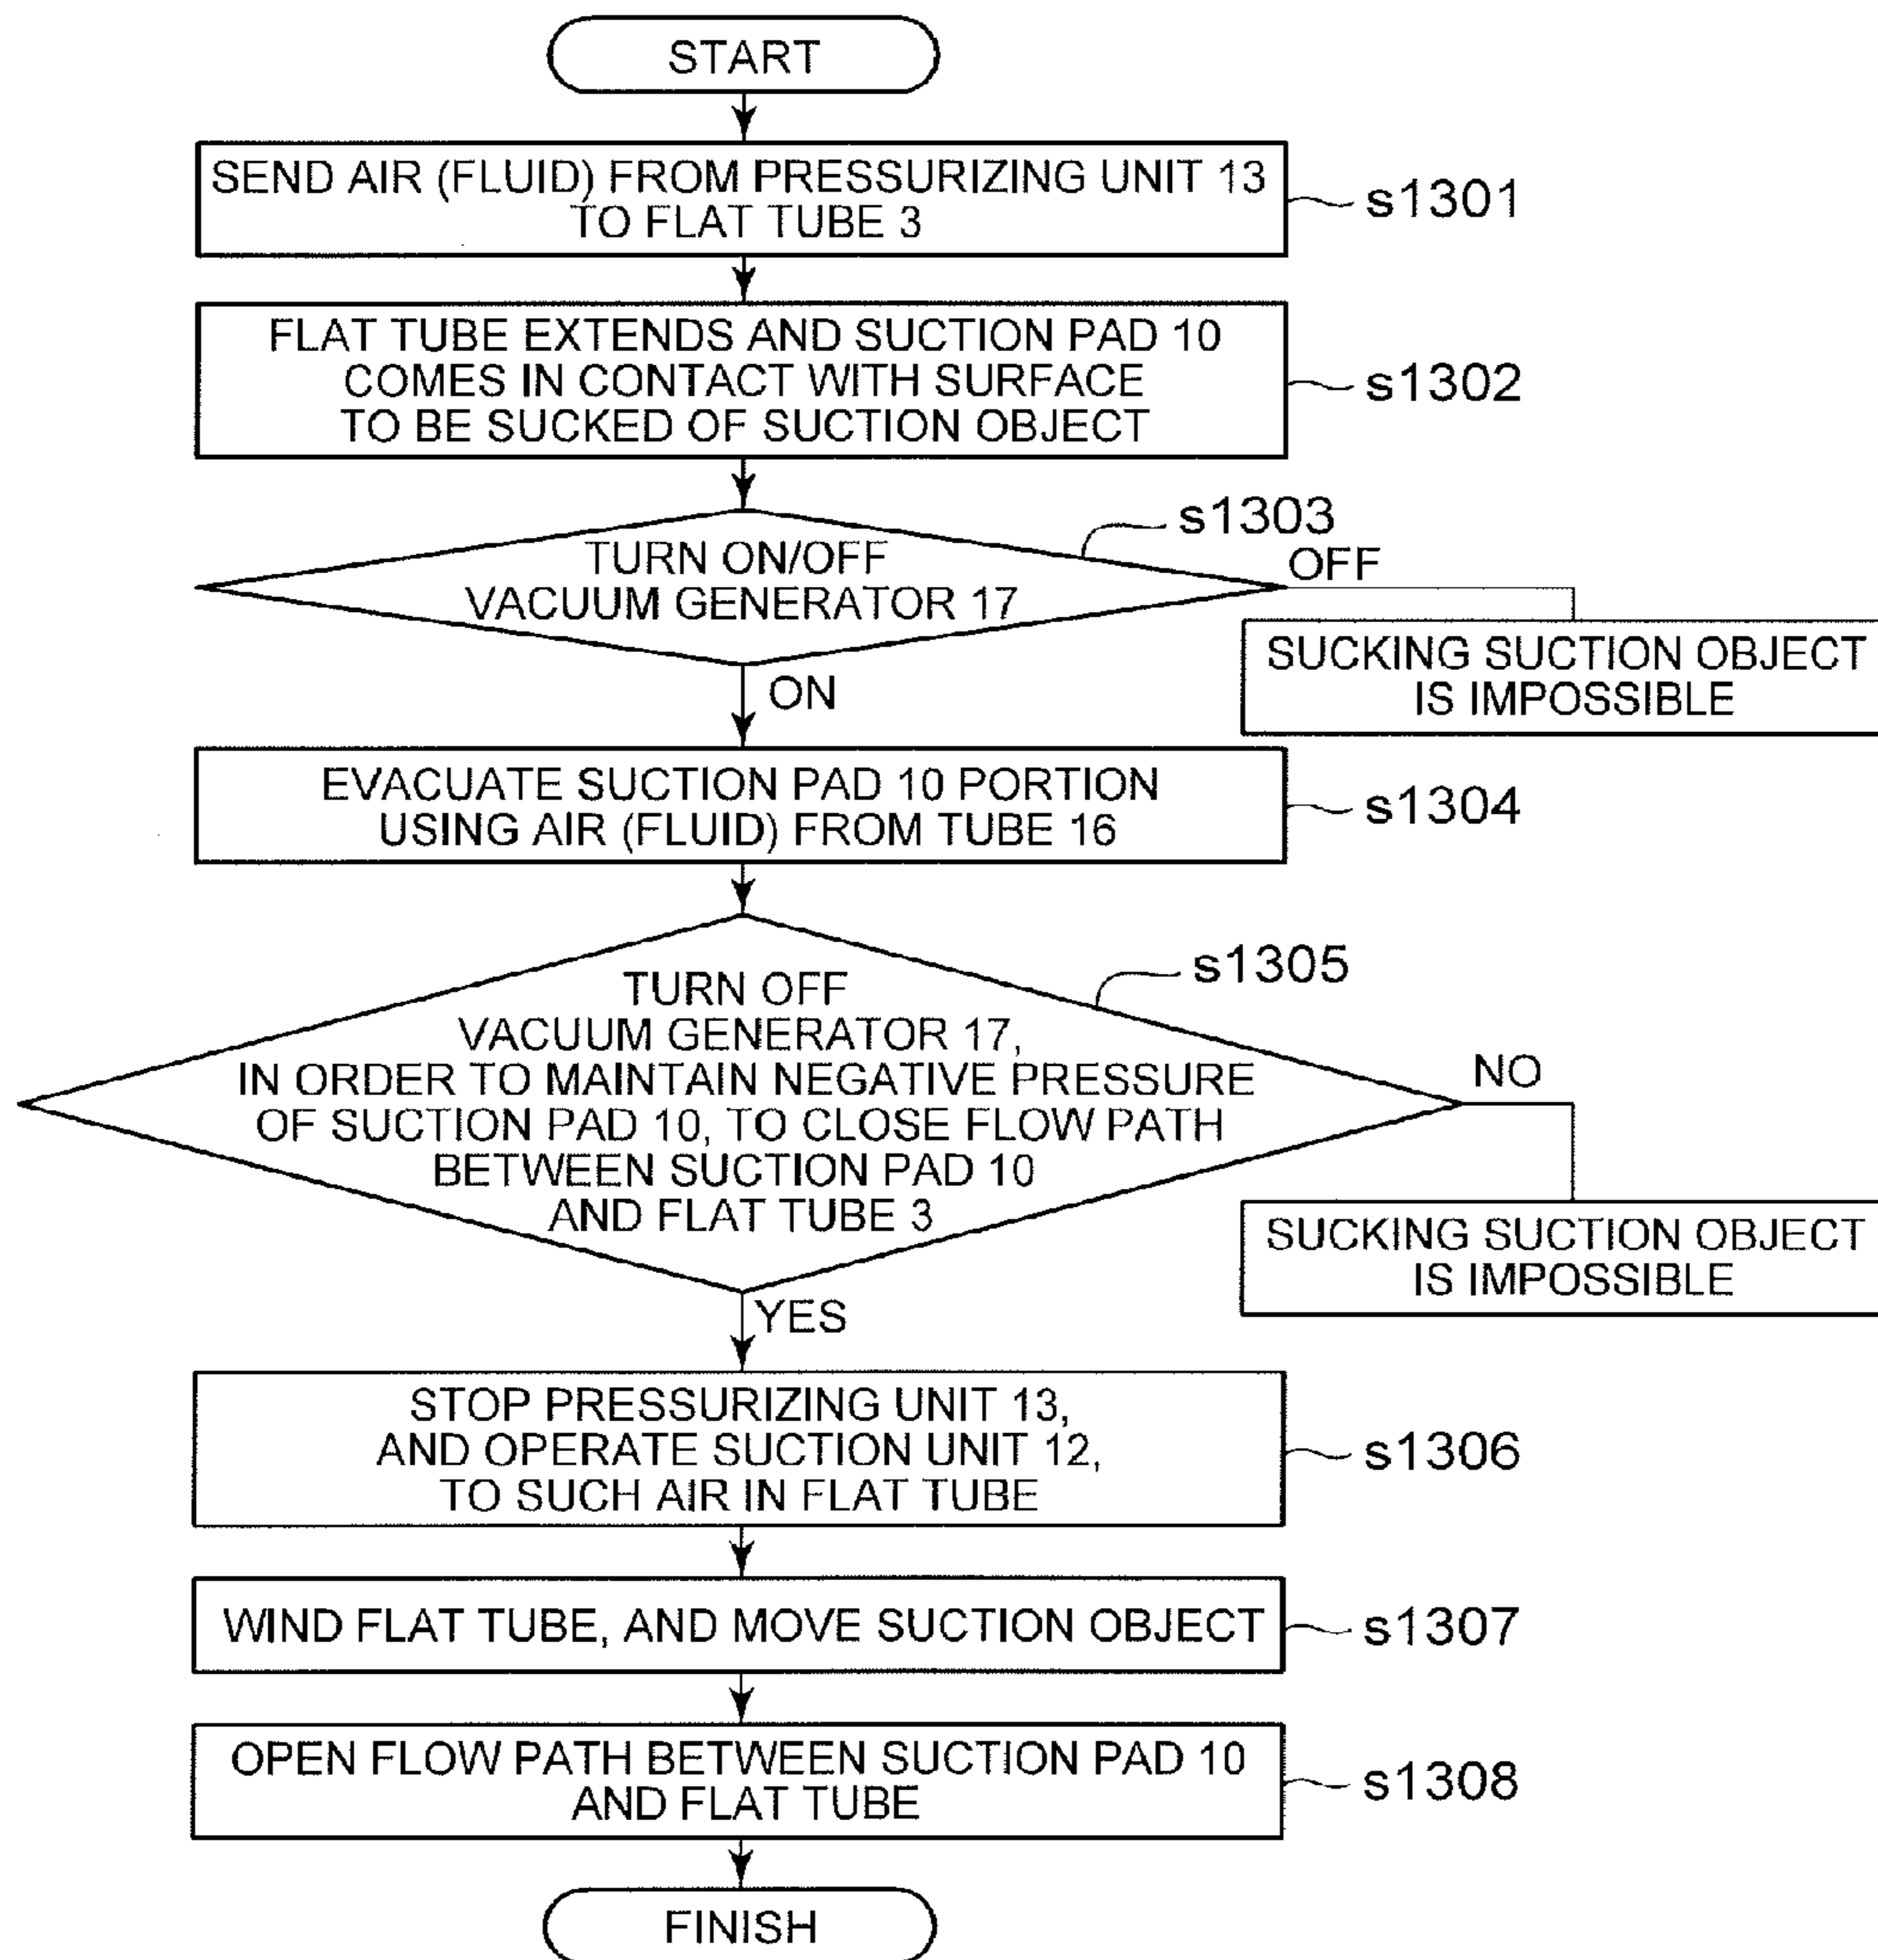 START
SEND AIR (FLUID) FROM PRESSURIZING UNIT 13
TO FLAT TUBE 3
s1301
FLAT TUBE EXTENDS AND SUCTION PAD 10
COMES IN CONTACT WITH SURFACE
TO BE SUCKED OF SUCTION OBJECT
s1302
s1303
TURN ON/OFF
VACUUM GENERATOR 17
OFF
SUCKING SUCTION OBJECT
IS IMPOSSIBLE
ON
EVACUATE SUCTION PAD 10 PORTION
USING AIR (FLUID) FROM TUBE 16
s1304
s1305
TURN OFF
VACUUM GENERATOR 17,
IN ORDER TO MAINTAIN NEGATIVE PRESSURE
OF SUCTION PAD 10, TO CLOSE FLOW PATH
BETWEEN SUCTION PAD 10
AND FLAT TUBE 3
NO
SUCKING SUCTION OBJECT
IS IMPOSSIBLE
YES
STOP PRESSURIZING UNIT 13,
AND OPERATE SUCTION UNIT 12,
TO SUCH AIR IN FLAT TUBE
s1306
WIND FLAT TUBE, AND MOVE SUCTION OBJECT
s1307
OPEN FLOW PATH BETWEEN SUCTION PAD 10
AND FLAT TUBE
s1308
FINISH